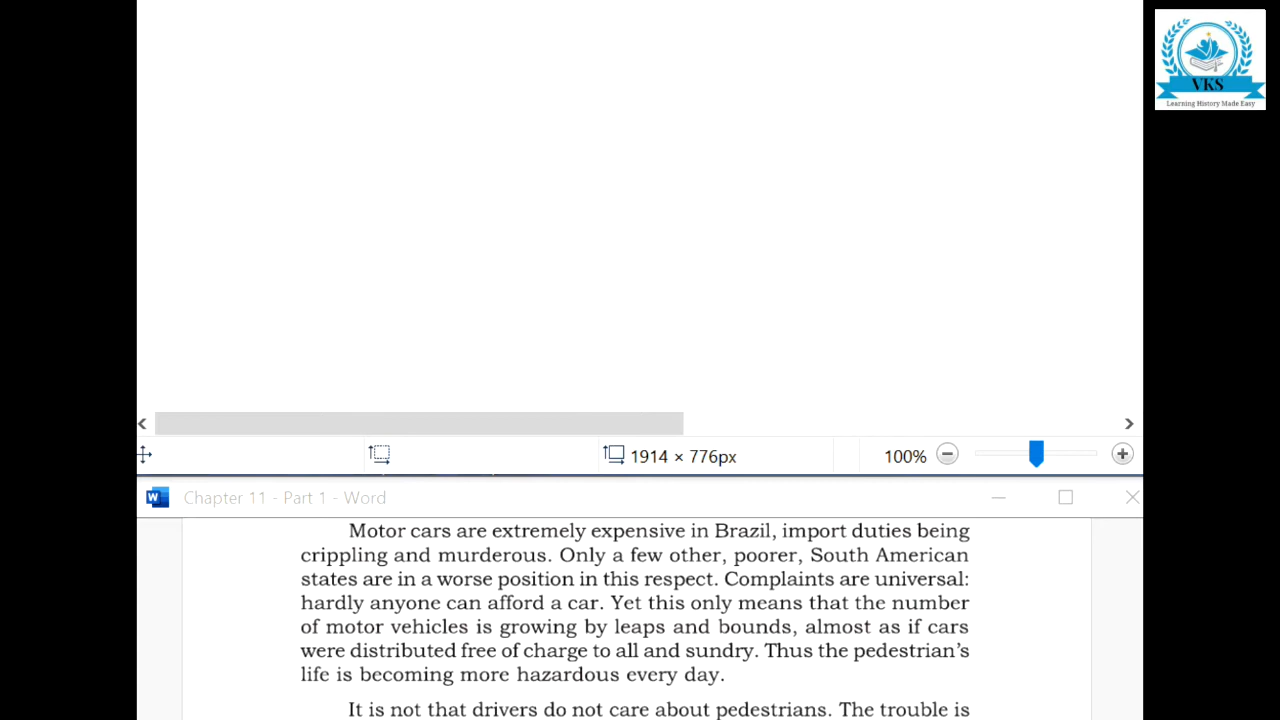 VKS
Learning History Made Easy
1914 × 776px
100%
Chapter 11 - Part 1 - Word
Motor cars are extremely expensive in Brazil, import duties being
crippling and murderous. Only a few other, poorer, South American
states are in a worse position in this respect. Complaints are universal:
hardly anyone can afford a car. Yet this only means that the number
of motor vehicles is growing by leaps and bounds, almost as if cars
were distributed free of charge to all and sundry. Thus the pedestrian's
life is becoming more hazardous every day.
It is not that drivers do not care about pedestrians. The trouble is